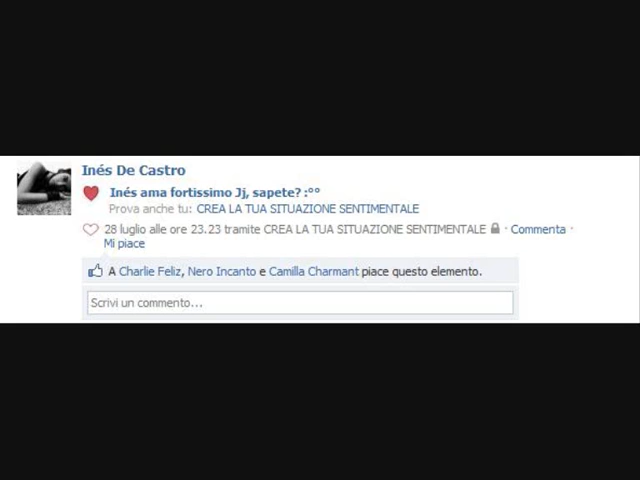 Inés De Castro
Inés ama fortissimo Jj, sapete? :°°
Prova anche tu: CREA LA TUA SITUAZIONE SENTIMENTALE
28 luglio alle ore 23.23 tramite CREA LA TUA SITUAZIONE SENTIMENTALE · Commenta ·
Mi piace
A Charlie Feliz, Nero Incanto e Camilla Charmant piace questo elemento.
Scrivi un commento...